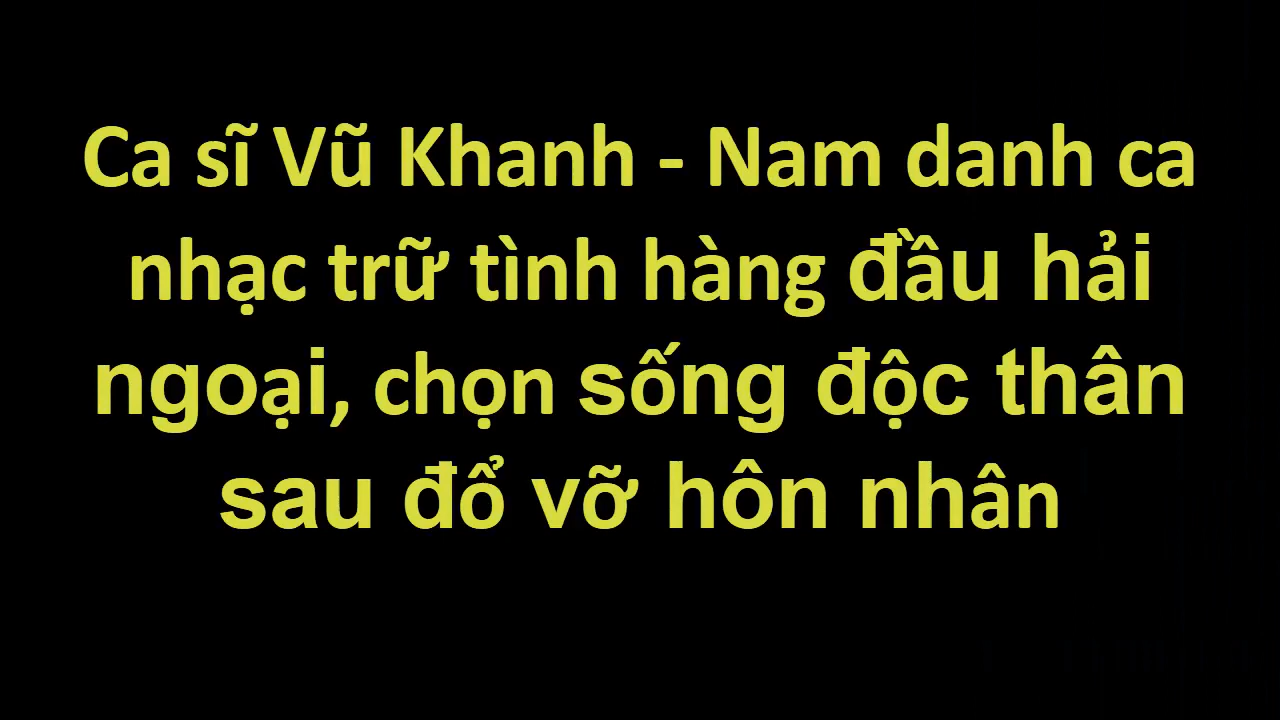 Ca sĩ Vũ Khanh - Nam danh ca
nhạc trữ tình hàng đầu hải
ngoại, chọn sống độc thân
sau đổ vỡ hôn nhân